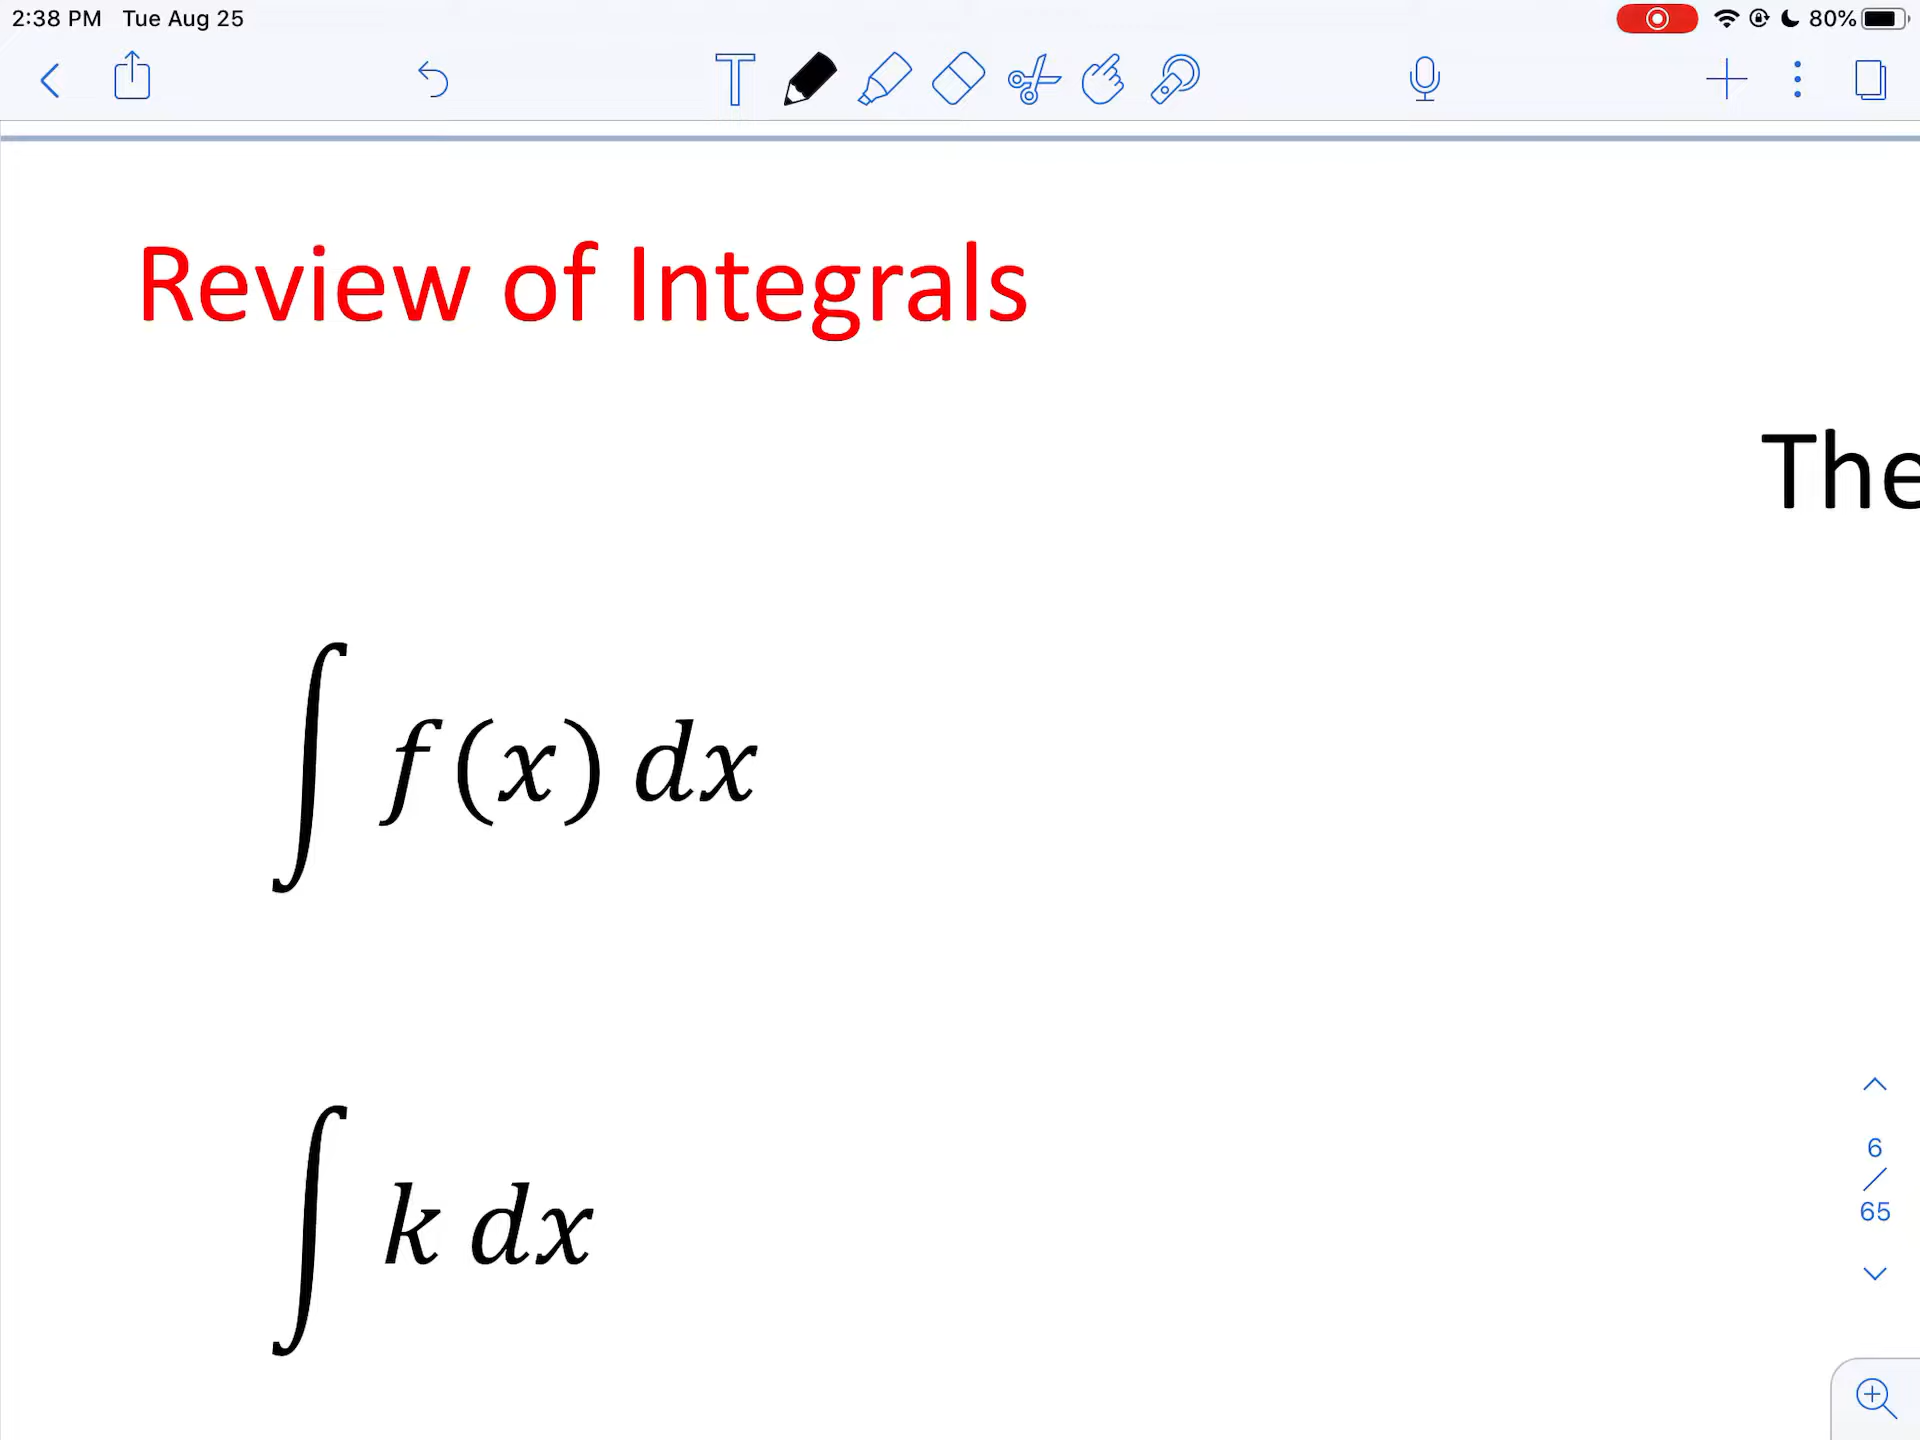 2:38 PM Tue Aug 25
80%
Review of Integrals
The
∫ f(x) dx
∫ k dx
6
/
65